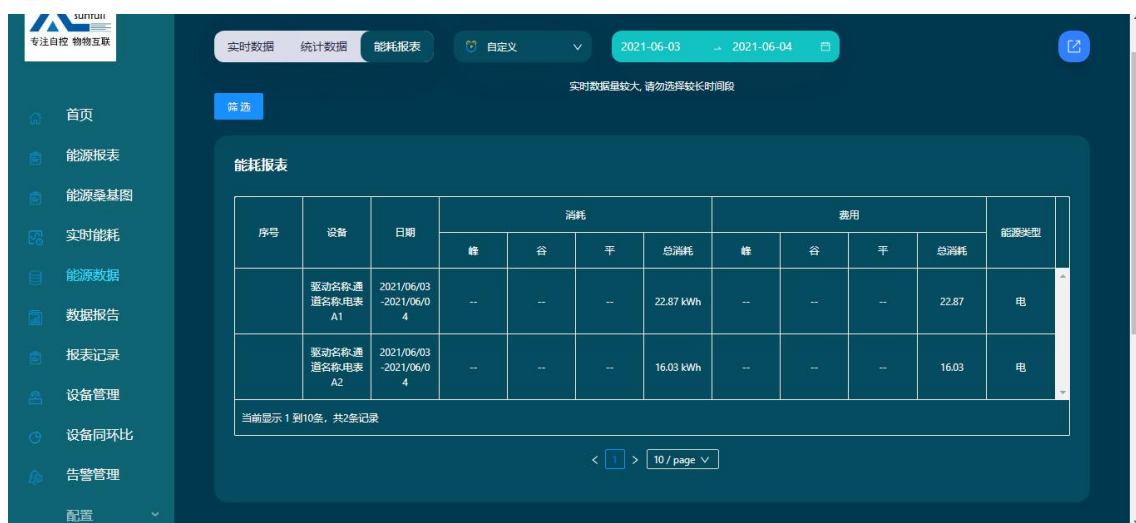 sunfull
专注自控 物物互联
首页
能源报表
能源桑基图
实时能耗
能源数据
数据报告
报表记录
设备管理
设备同环比
告警管理
配置
实时数据 统计数据 能耗报表 自定义 2021-06-03 → 2021-06-04
实时数据量较大, 请勿选择较长时间段
筛 选
能耗报表
序号 设备 日期 消耗 费用 能源类型
峰 谷 平 总消耗 峰 谷 平 总消耗
驱动名称.通 2021/06/03
道名称.电表 -2021/06/0 -- -- -- 22.87 kWh -- -- -- 22.87 电
A1 4
驱动名称.通 2021/06/03
道名称.电表 -2021/06/0 -- -- -- 16.03 kWh -- -- -- 16.03 电
A2 4
当前显示 1 到10条，共2条记录
< 1 > 10 / page